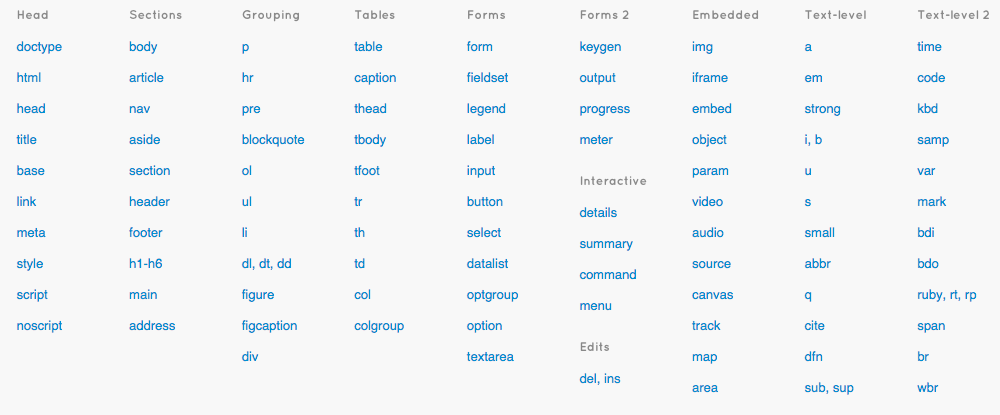 Head
doctype
html
head
title
base
link
meta
style
script
noscript
Sections
body
article
nav
aside
section
header
footer
h1-h6
main
address
Grouping
p
hr
pre
blockquote
ol
ul
li
dl, dt, dd
figure
figcaption
div
Tables
table
caption
thead
tbody
tfoot
tr
th
td
col
colgroup
Forms
form
fieldset
legend
label
input
button
select
datalist
optgroup
option
textarea
Forms 2
keygen
output
progress
meter
Interactive
details
summary
command
menu
Edits
del, ins
Embedded
img
iframe
embed
object
param
video
audio
source
canvas
track
map
area
Text-level
a
em
strong
i, b
u
s
small
abbr
q
cite
dfn
sub, sup
Text-level 2
time
code
kbd
samp
var
mark
bdi
bdo
ruby, rt, rp
span
br
wbr